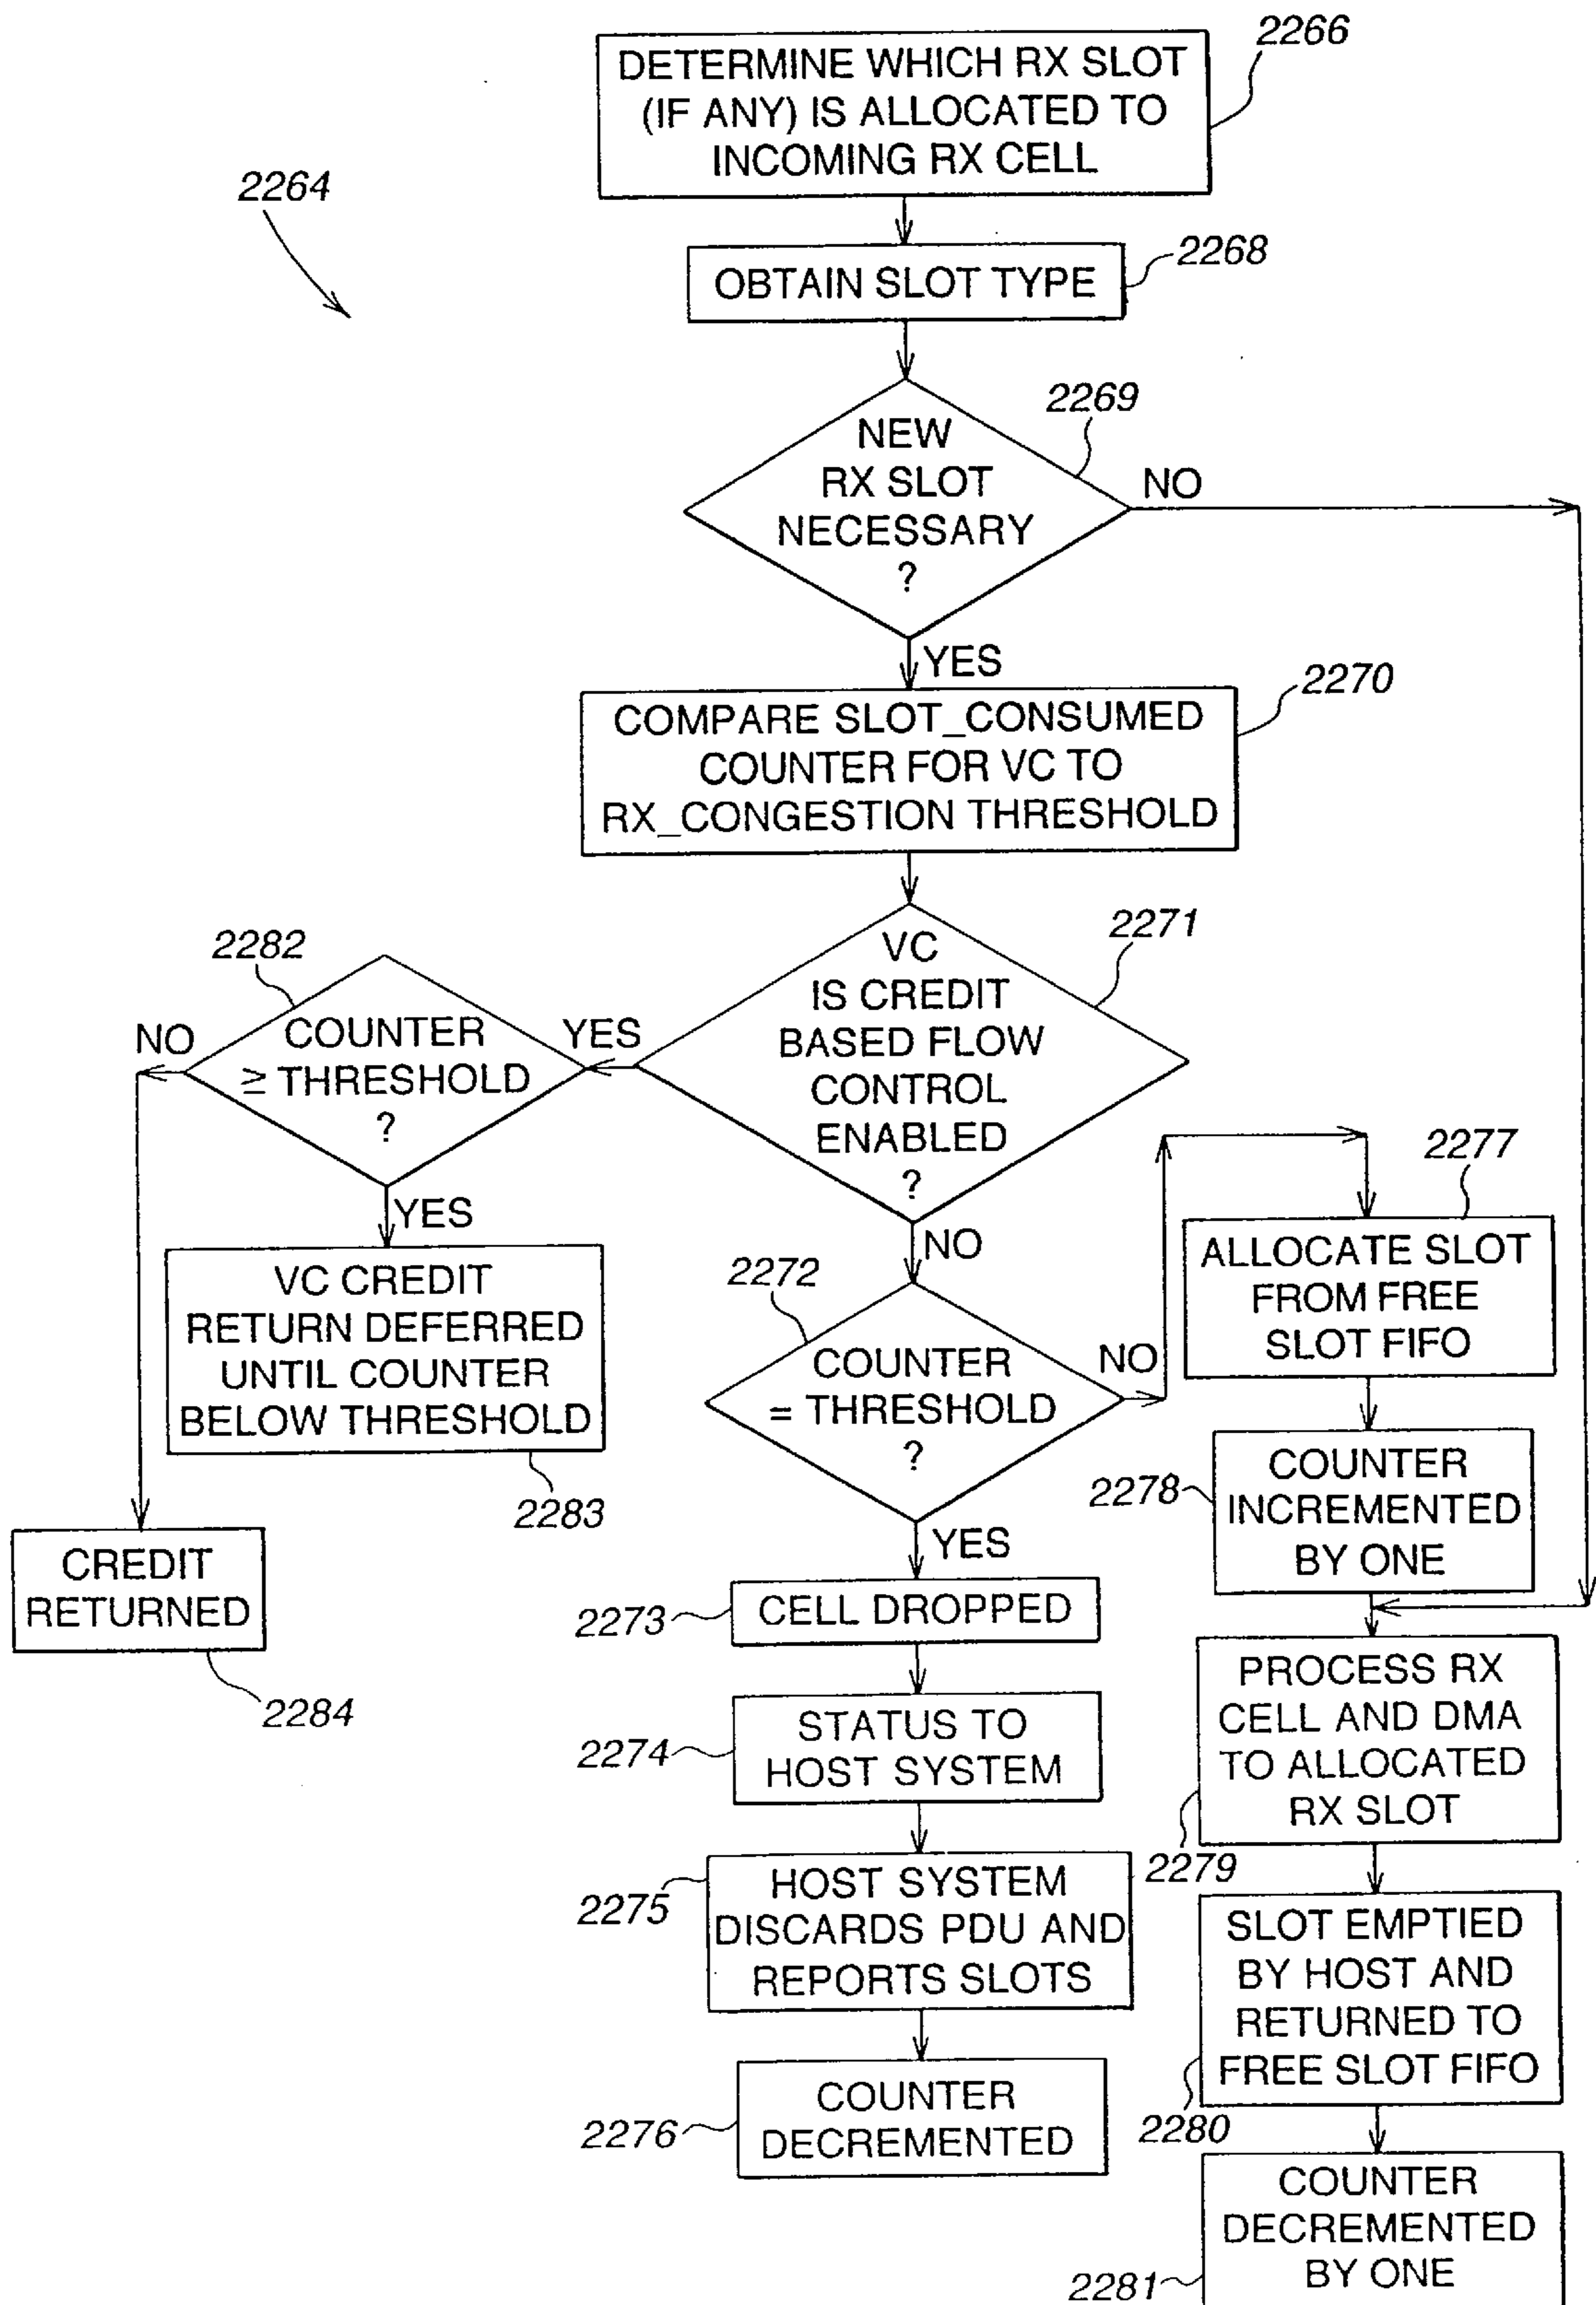 2266
DETERMINE WHICH RX SLOT
(IF ANY) IS ALLOCATED TO
INCOMING RX CELL
2264
2268
OBTAIN SLOT TYPE
2269
NEW
RX SLOT
NECESSARY
?
NO
YES
2270
COMPARE SLOT_CONSUMED
COUNTER FOR VC TO
RX_CONGESTION THRESHOLD
2271
VC
IS CREDIT
BASED FLOW
CONTROL
ENABLED
?
YES
2282
COUNTER
≥ THRESHOLD
?
NO
YES
VC CREDIT
RETURN DEFERRED
UNTIL COUNTER
BELOW THRESHOLD
2283
CREDIT
RETURNED
2284
NO
2272
COUNTER
= THRESHOLD
?
NO
YES
2273
CELL DROPPED
2274
STATUS TO
HOST SYSTEM
2275
HOST SYSTEM
DISCARDS PDU AND
REPORTS SLOTS
2276
COUNTER
DECREMENTED
2277
ALLOCATE SLOT
FROM FREE
SLOT FIFO
2278
COUNTER
INCREMENTED
BY ONE
PROCESS RX
CELL AND DMA
TO ALLOCATED
RX SLOT
2279
SLOT EMPTIED
BY HOST AND
RETURNED TO
FREE SLOT FIFO
2280
COUNTER
DECREMENTED
BY ONE
2281